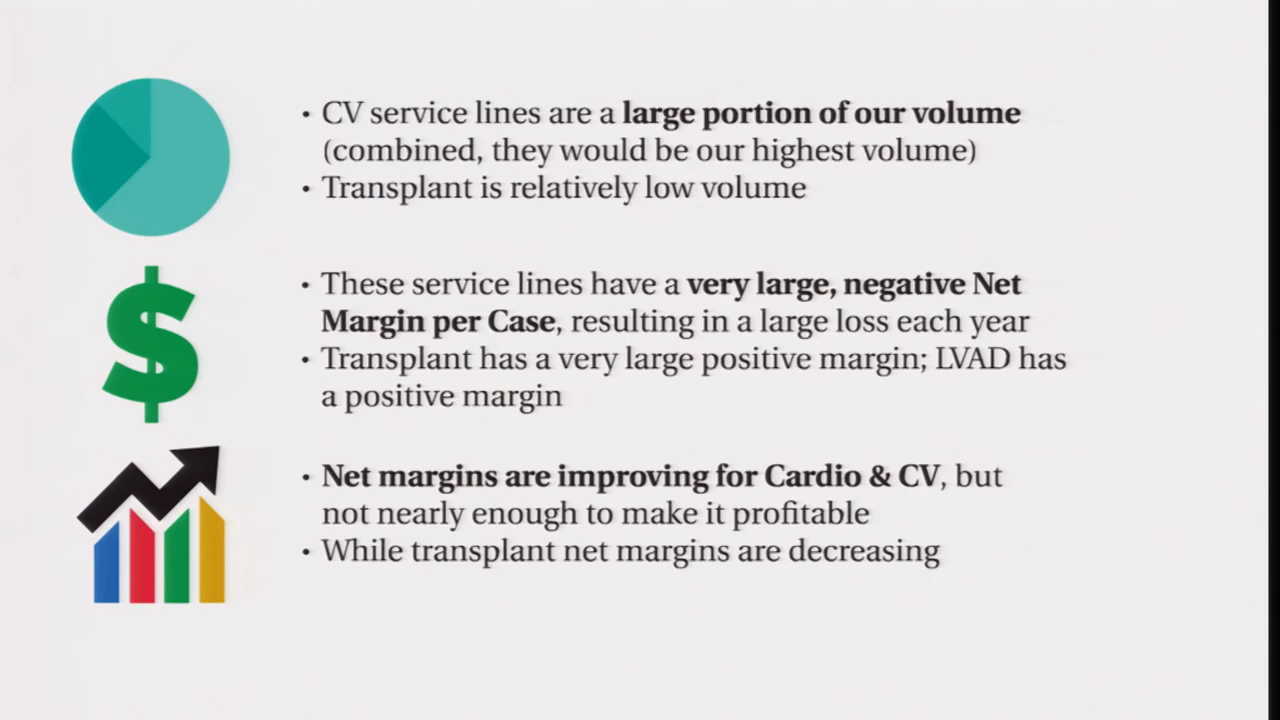 • CV service lines are a large portion of our volume
(combined, they would be our highest volume)
• Transplant is relatively low volume
• These service lines have a very large, negative Net
Margin per Case, resulting in a large loss each year
• Transplant has a very large positive margin; LVAD has
a positive margin
• Net margins are improving for Cardio & CV, but
not nearly enough to make it profitable
• While transplant net margins are decreasing